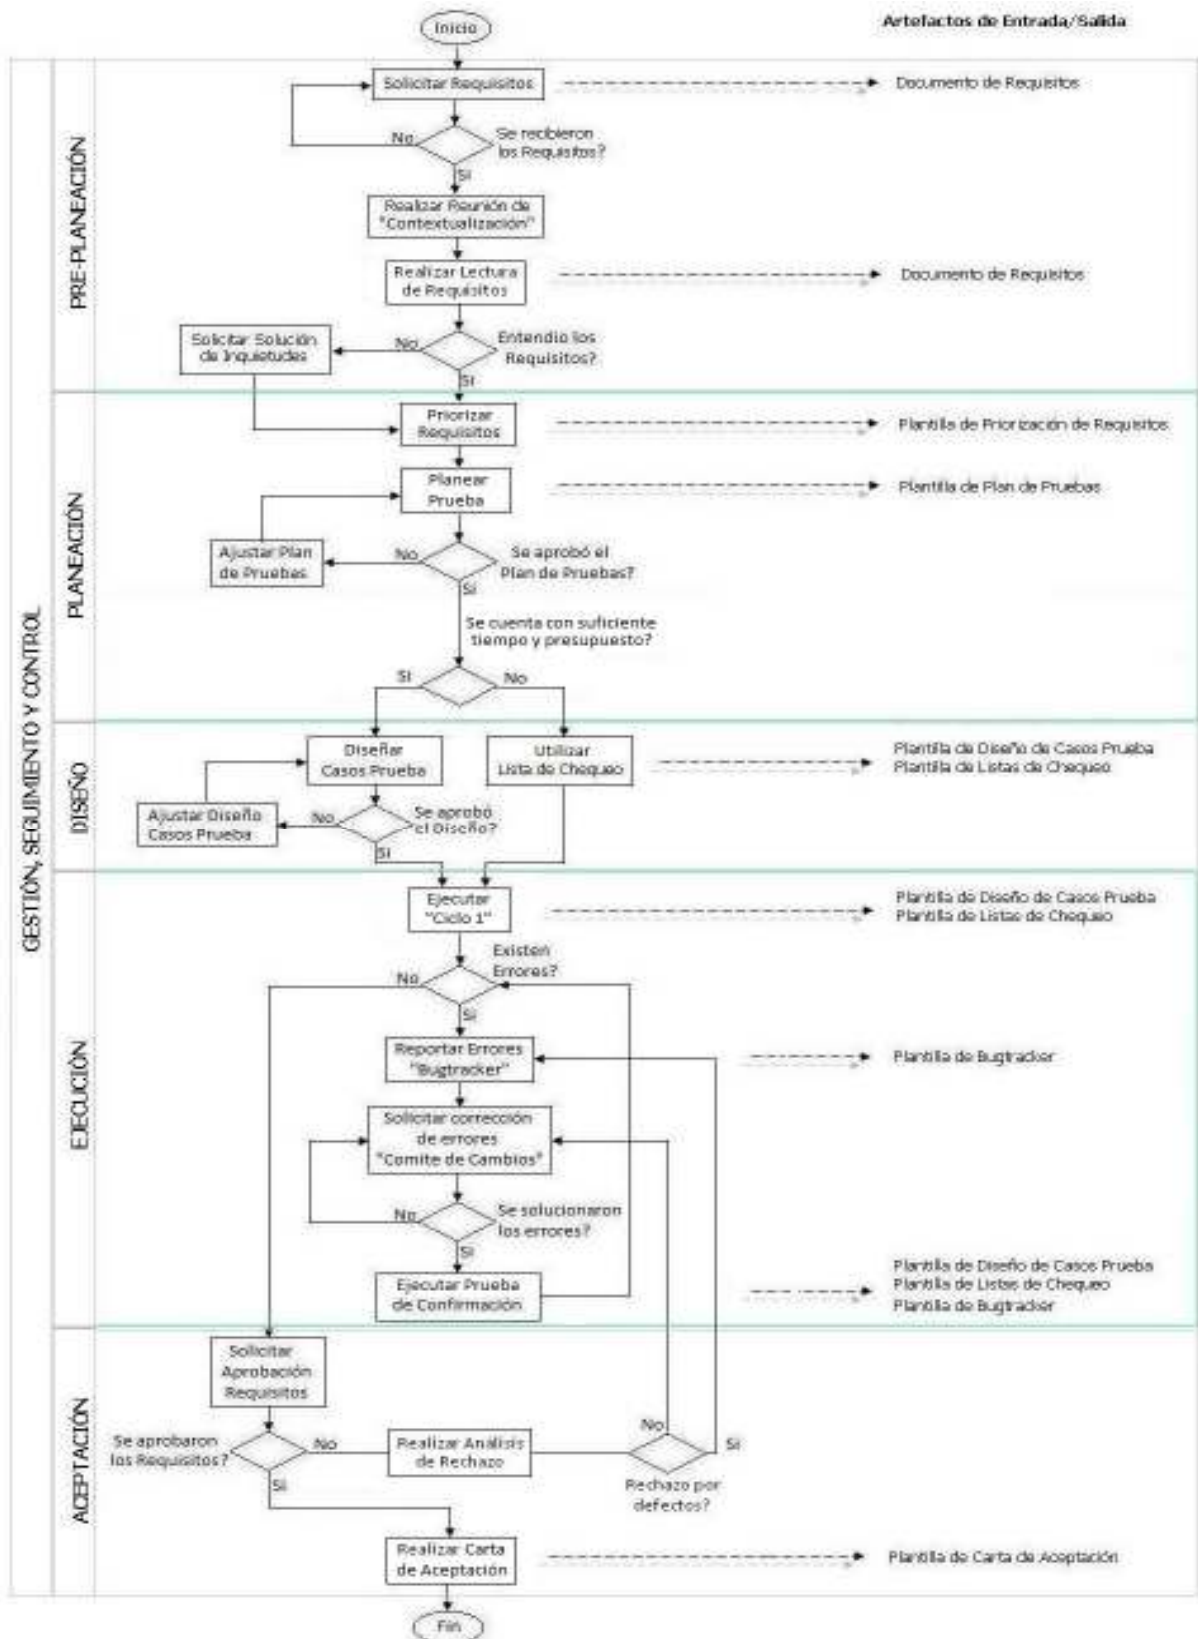 Inicio
Artefactos de Entrada/Salida
GESTIÓN, SEGUIMIENTO Y CONTROL
PRE-PLANEACIÓN
Solicitar Requisitos
Documento de Requisitos
No
Se recibieron
los Requisitos?
Si
Realizar Reunión de
"Contextualización"
Realizar Lectura
de Requisitos
Documento de Requisitos
Solicitar Solución
de Inquietudes
No
Entendio los
Requisitos?
Si
PLANEACIÓN
Priorizar
Requisitos
Plantilla de Priorización de Requisitos
Planear
Prueba
Plantilla de Plan de Pruebas
Ajustar Plan
de Pruebas
No
Se aprobó el
Plan de Pruebas?
Si
Se cuenta con suficiente
tiempo y presupuesto?
Si
No
DISEÑO
Diseñar
Casos Prueba
Utilizar
Lista de Chequeo
Plantilla de Diseño de Casos Prueba
Plantilla de Listas de Chequeo
Ajustar Diseño
Casos Prueba
No
Se aprobó
el Diseño?
Si
EJECUCIÓN
Ejecutar
"Ciclo 1"
Plantilla de Diseño de Casos Prueba
Plantilla de Listas de Chequeo
Existen
Errores?
No
Si
Reportar Errores
"Bugtracker"
Plantilla de Bugtracker
Solicitar corrección
de errores
"Comite de Cambios"
No
Se solucionaron
los errores?
Si
Ejecutar Prueba
de Confirmación
Plantilla de Diseño de Casos Prueba
Plantilla de Listas de Chequeo
Plantilla de Bugtracker
ACEPTACIÓN
Solicitar
Aprobación
Requisitos
Se aprobaron
los Requisitos?
No
Realizar Análisis
de Rechazo
No
Si
Rechazo por
defectos?
Si
Realizar Carta
de Aceptación
Plantilla de Carta de Aceptación
Fin